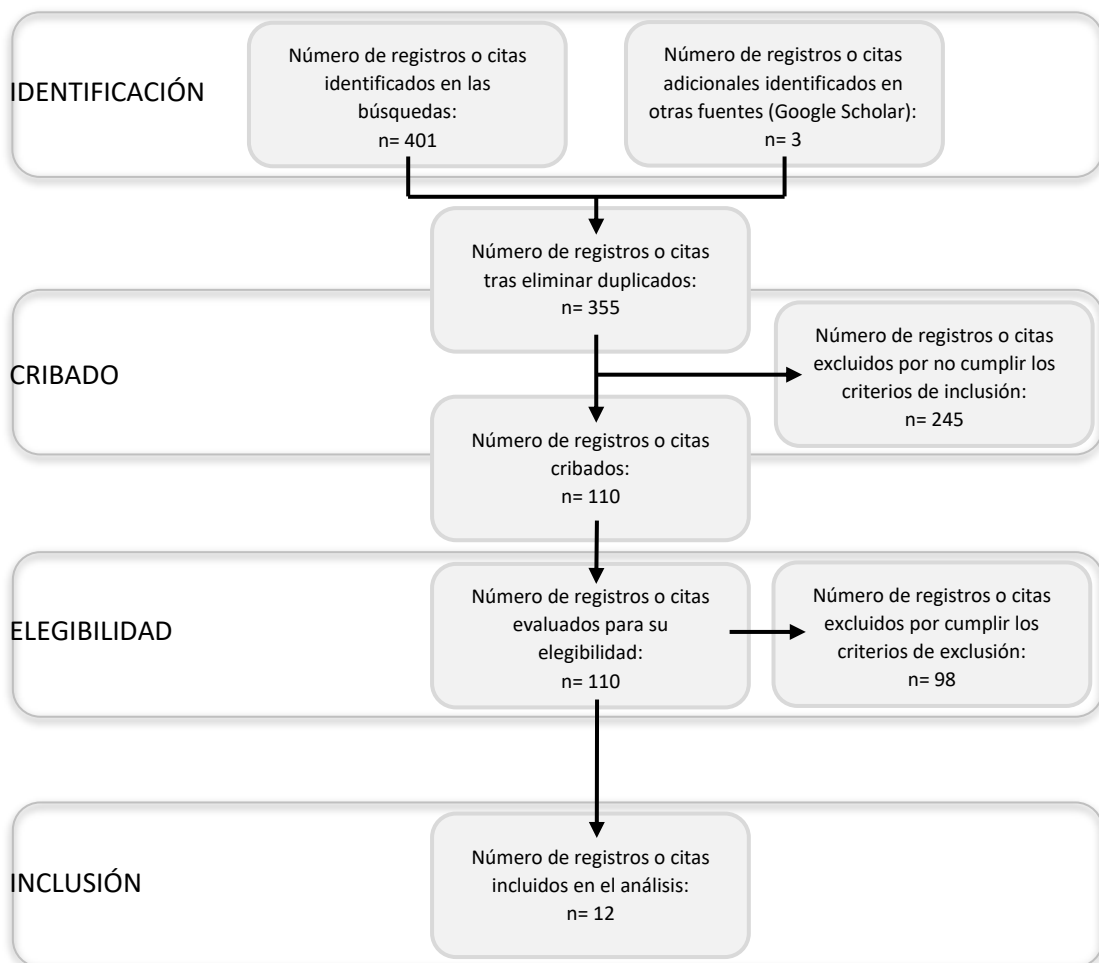 IDENTIFICACIÓN
Número de registros o citas
identificados en las
búsquedas:
n= 401
Número de registros o citas
adicionales identificados en
otras fuentes (Google Scholar):
n= 3
Número de registros o citas
tras eliminar duplicados:
n= 355
CRIBADO
Número de registros o citas
excluidos por no cumplir los
criterios de inclusión:
n= 245
Número de registros o citas
cribados:
n= 110
ELEGIBILIDAD
Número de registros o citas
evaluados para su
elegibilidad:
n= 110
Número de registros o citas
excluidos por cumplir los
criterios de exclusión:
n= 98
INCLUSIÓN
Número de registros o citas
incluidos en el análisis:
n= 12